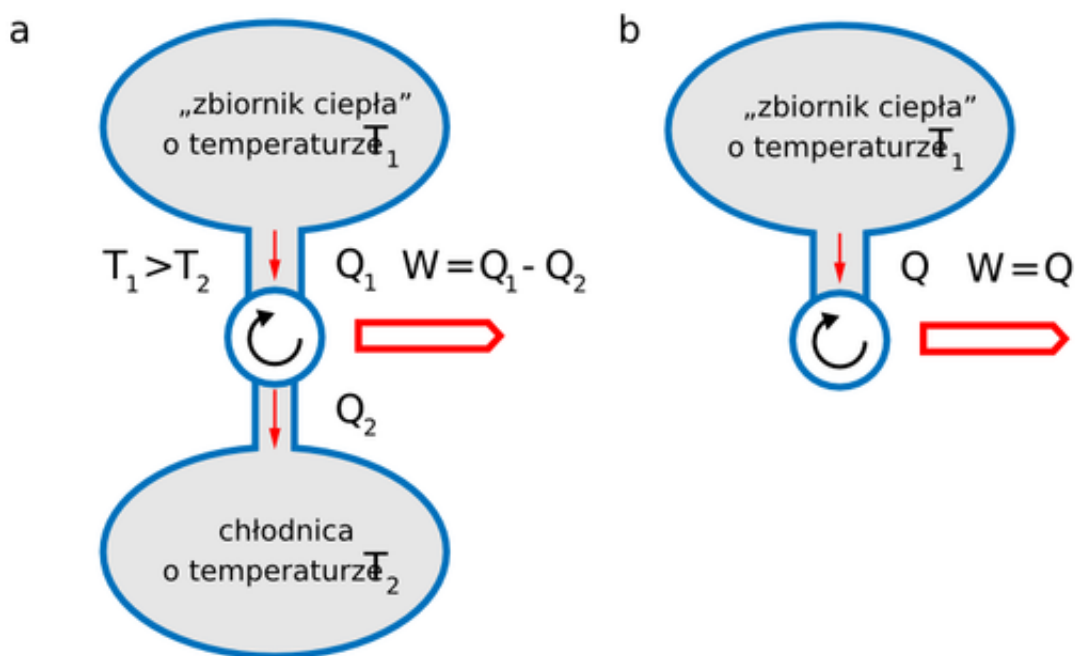 a
„zbiornik ciepła”
o temperaturze T₁
T₁>T₂
Q₁ W=Q₁-Q₂
Q₂
chłodnica
o temperaturze T₂
b
„zbiornik ciepła”
o temperaturze T₁
Q W=Q